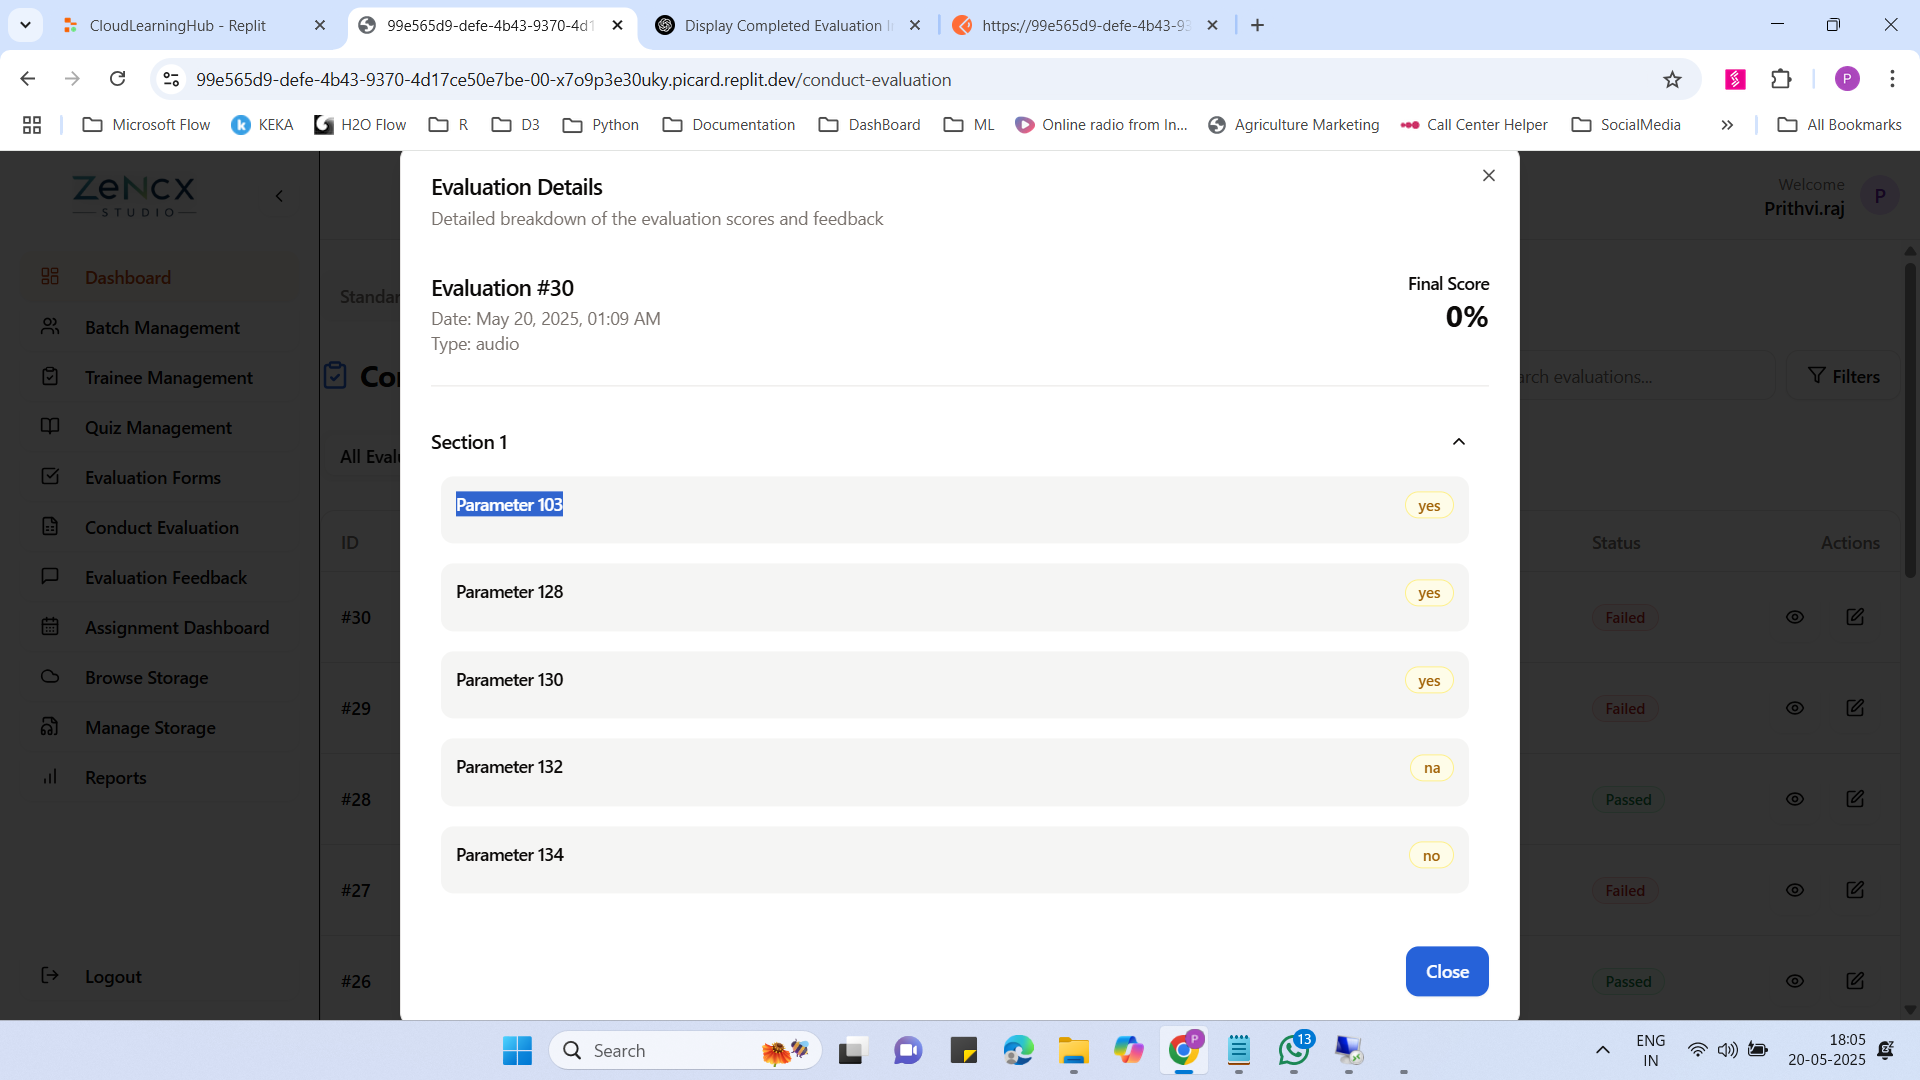 CloudLearningHub - Replit
99e565d9-defe-4b43-9370-4d1
Display Completed Evaluation I
https://99e565d9-defe-4b43-93
99e565d9-defe-4b43-9370-4d17ce50e7be-00-x7o9p3e30uky.picard.replit.dev/conduct-evaluation
P
Microsoft Flow
KEKA
H2O Flow
R
D3
Python
Documentation
DashBoard
ML
Online radio from In...
Agriculture Marketing
Call Center Helper
SocialMedia
All Bookmarks
ZeNCX
STUDIO
Dashboard
Batch Management
Trainee Management
Quiz Management
Evaluation Forms
Conduct Evaluation
Evaluation Feedback
Assignment Dashboard
Browse Storage
Manage Storage
Reports
Logout
Welcome
Prithvi.raj
P
Standar
Con
arch evaluations...
Filters
All Evalu
ID
Status
Actions
#30
Failed
#29
Failed
#28
Passed
#27
Failed
#26
Passed
Evaluation Details
Detailed breakdown of the evaluation scores and feedback
Evaluation #30
Date: May 20, 2025, 01:09 AM
Type: audio
Final Score
0%
Section 1
Parameter 103
yes
Parameter 128
yes
Parameter 130
yes
Parameter 132
na
Parameter 134
no
Close
Search
P
13
ENG
IN
18:05
20-05-2025